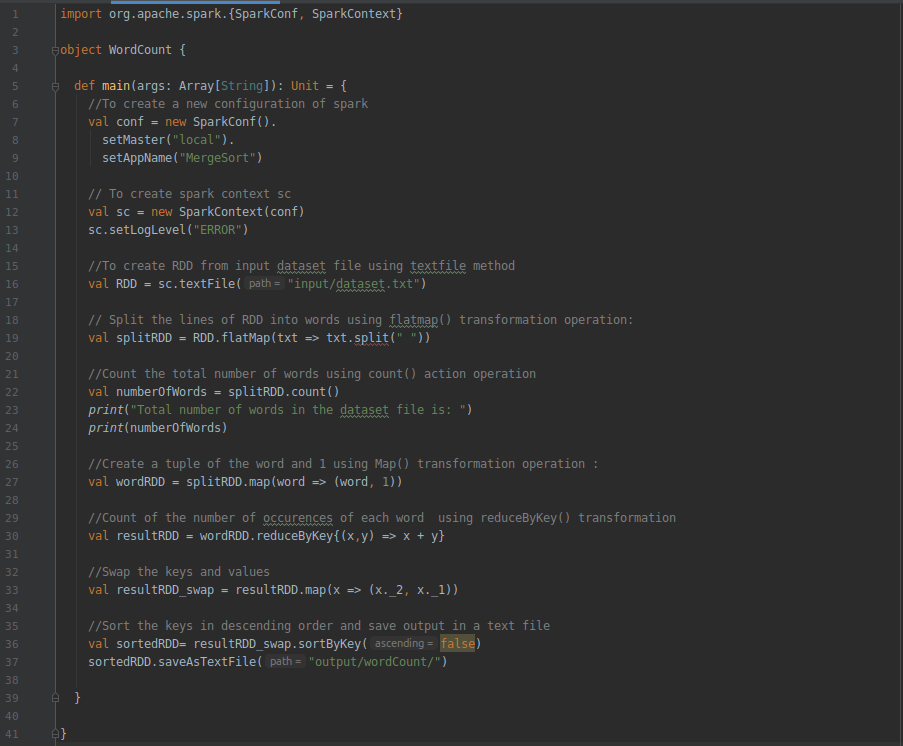 1 import org.apache.spark.{SparkConf, SparkContext}
2
3 object WordCount {
4
5 def main(args: Array[String]): Unit = {
6 //To create a new configuration of spark
7 val conf = new SparkConf().
8 setMaster("local").
9 setAppName("MergeSort")
10
11 // To create spark context sc
12 val sc = new SparkContext(conf)
13 sc.setLogLevel("ERROR")
14
15 //To create RDD from input dataset file using textfile method
16 val RDD = sc.textFile( path = "input/dataset.txt")
17
18 // Split the lines of RDD into words using flatmap() transformation operation:
19 val splitRDD = RDD.flatMap(txt => txt.split(" "))
20
21 //Count the total number of words using count() action operation
22 val numberOfWords = splitRDD.count()
23 print("Total number of words in the dataset file is: ")
24 print(numberOfWords)
25
26 //Create a tuple of the word and 1 using Map() transformation operation :
27 val wordRDD = splitRDD.map(word => (word, 1))
28
29 //Count of the number of occurences of each word  using reduceByKey() transformation
30 val resultRDD = wordRDD.reduceByKey{(x,y) => x + y}
31
32 //Swap the keys and values
33 val resultRDD_swap = resultRDD.map(x => (x._2, x._1))
34
35 //Sort the keys in descending order and save output in a text file
36 val sortedRDD= resultRDD_swap.sortByKey( ascending = false)
37 sortedRDD.saveAsTextFile( path = "output/wordCount/")
38
39 }
40
41 }